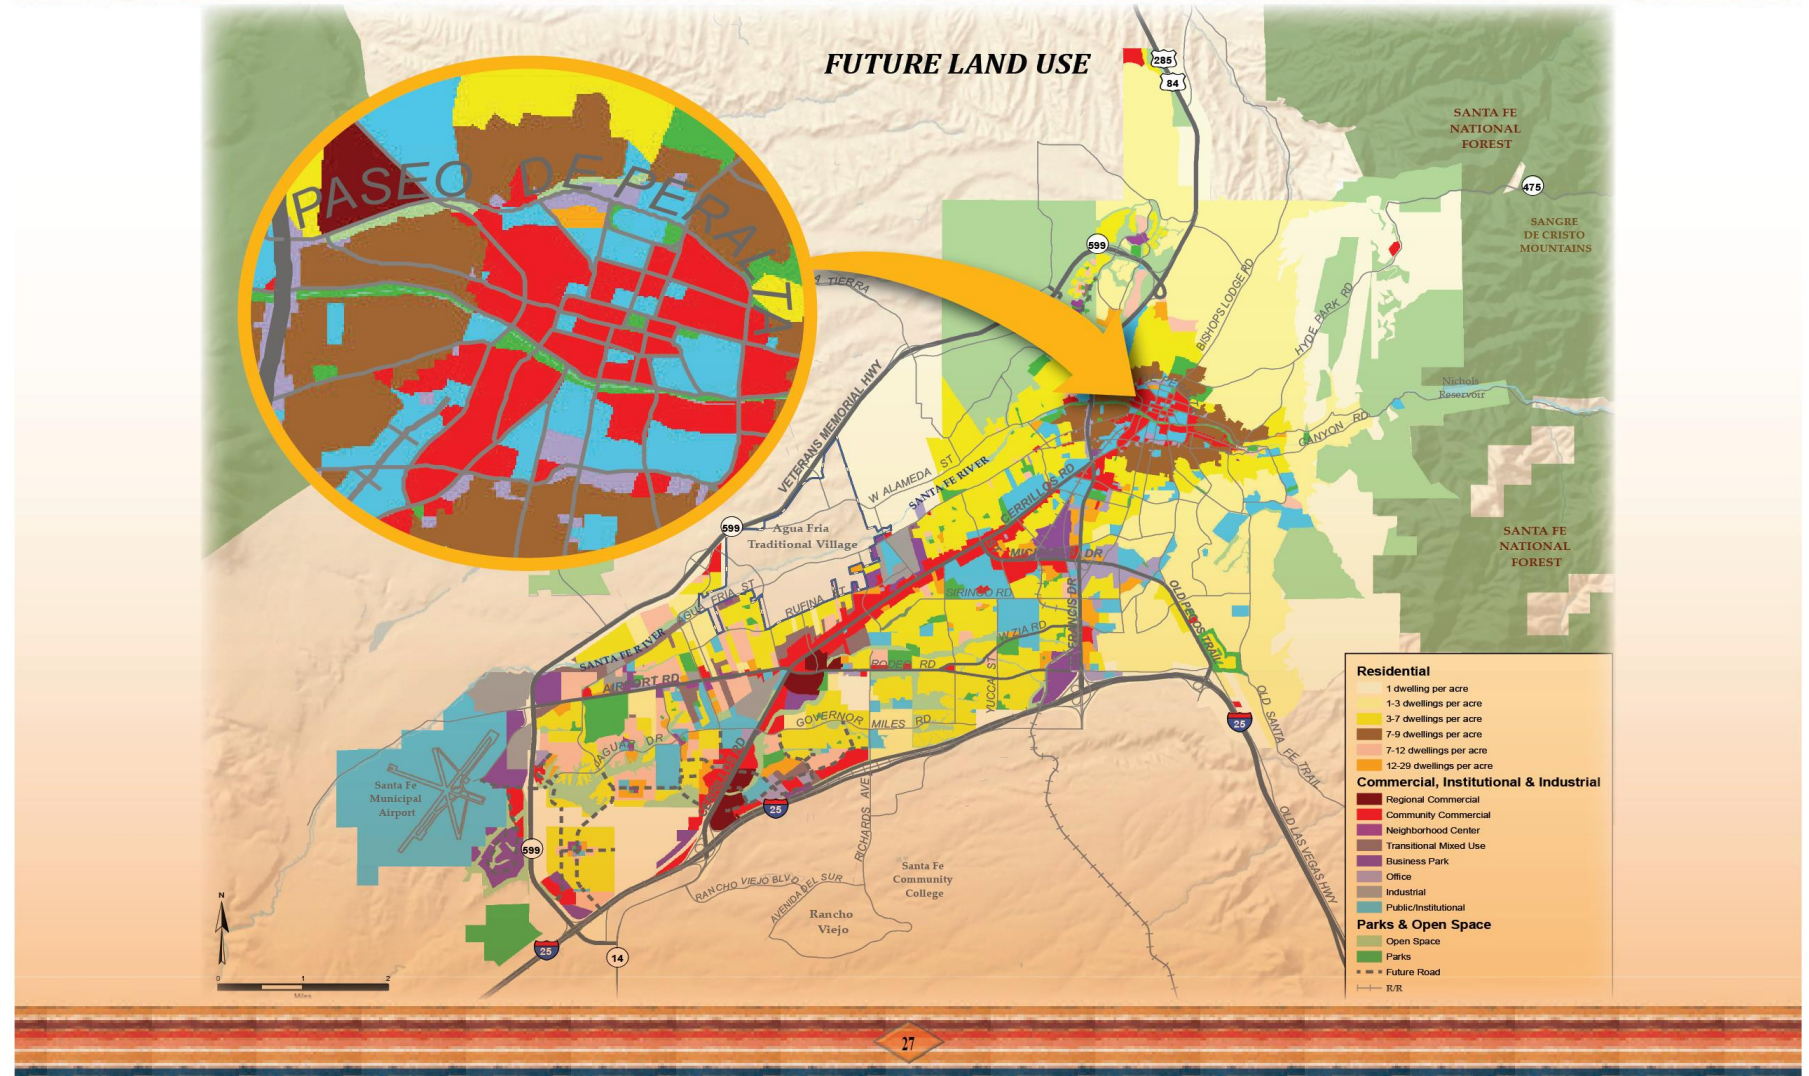 FUTURE LAND USE
285
84
SANTA FE
NATIONAL
FOREST
475
SANGRE
DE CRISTO
MOUNTAINS
PASEO DE PERALTA
599
A TIERRA
BISHOPS LODGE RD
HYDE PARK RD
VETERANS MEMORIAL HWY
Nichols
Reservoir
CANYON RD
W ALAMEDA ST
SANTA FE RIVER
CERRILLOS RD
599
Agua Fria
Traditional Village
SANTA FE
NATIONAL
FOREST
DR
AGUA FRIA ST
RUFINA ST
SIRINGO RD
OLD PECOS TRAIL
FRANCIS DR
W ZIA RD
SANTA FE RIVER
RODEO RD
YUCCA ST
AIRPORT RD
GOVERNOR MILES RD
JAGUAR DR
RD
25
OLD SANTA FE TRAIL
Santa Fe
Municipal
Airport
25
RICHARDS AVE
OLD LAS VEGAS HWY
599
Santa Fe
Community
College
RANCHO VIEJO BLVD
AVENIDA DEL SUR
Rancho
Viejo
25
14
N
0 1 2
Miles
Residential
1 dwelling per acre
1-3 dwellings per acre
3-7 dwellings per acre
7-9 dwellings per acre
7-12 dwellings per acre
12-29 dwellings per acre
Commercial, Institutional & Industrial
Regional Commercial
Community Commercial
Neighborhood Center
Transitional Mixed Use
Business Park
Office
Industrial
Public/Institutional
Parks & Open Space
Open Space
Parks
Future Road
R/R
27